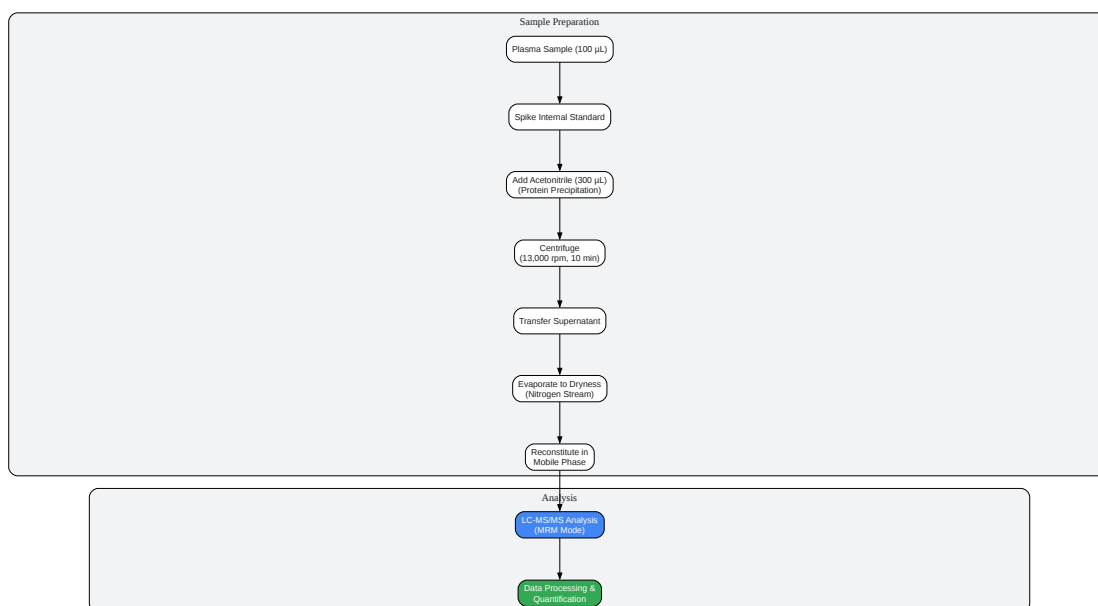 Sample Preparation
Plasma Sample (100 µL)
Spike Internal Standard
Add Acetonitrile (300 µL)
(Protein Precipitation)
Centrifuge
(13,000 rpm, 10 min)
Transfer Supernatant
Evaporate to Dryness
(Nitrogen Stream)
Reconstitute in
Mobile Phase
Analysis
LC-MS/MS Analysis
(MRM Mode)
Data Processing &
Quantification